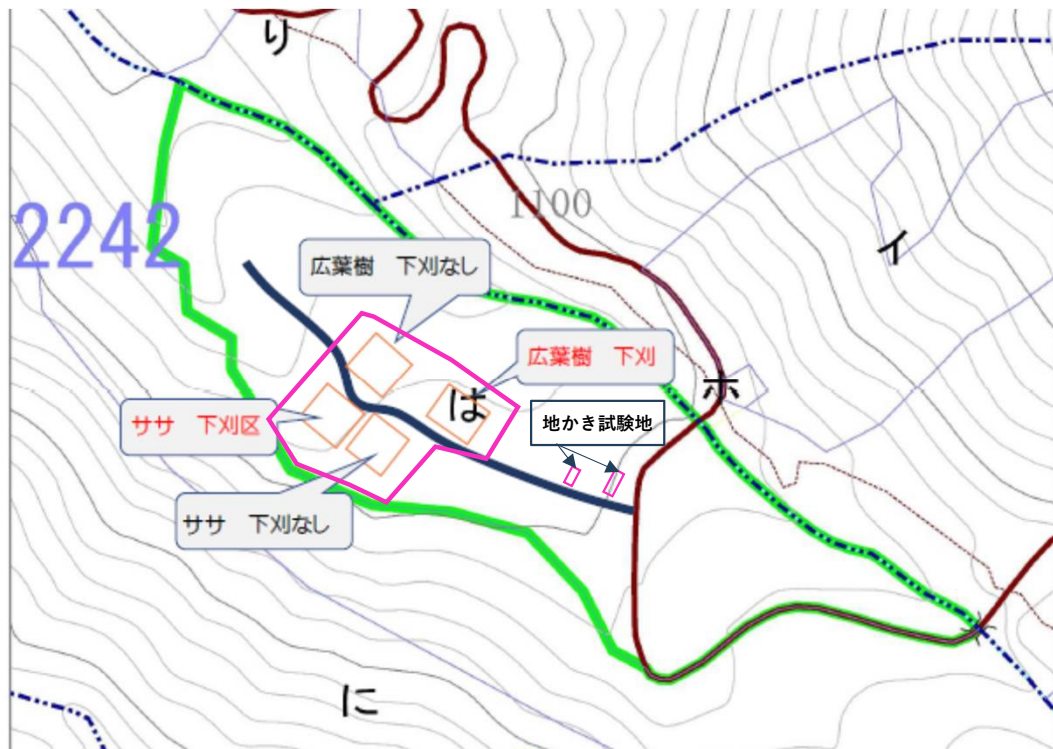 り
1100
2242
イ
広葉樹 下刈なし
広葉樹 下刈
ホ
は
ササ 下刈区
地かき試験地
ササ 下刈なし
に